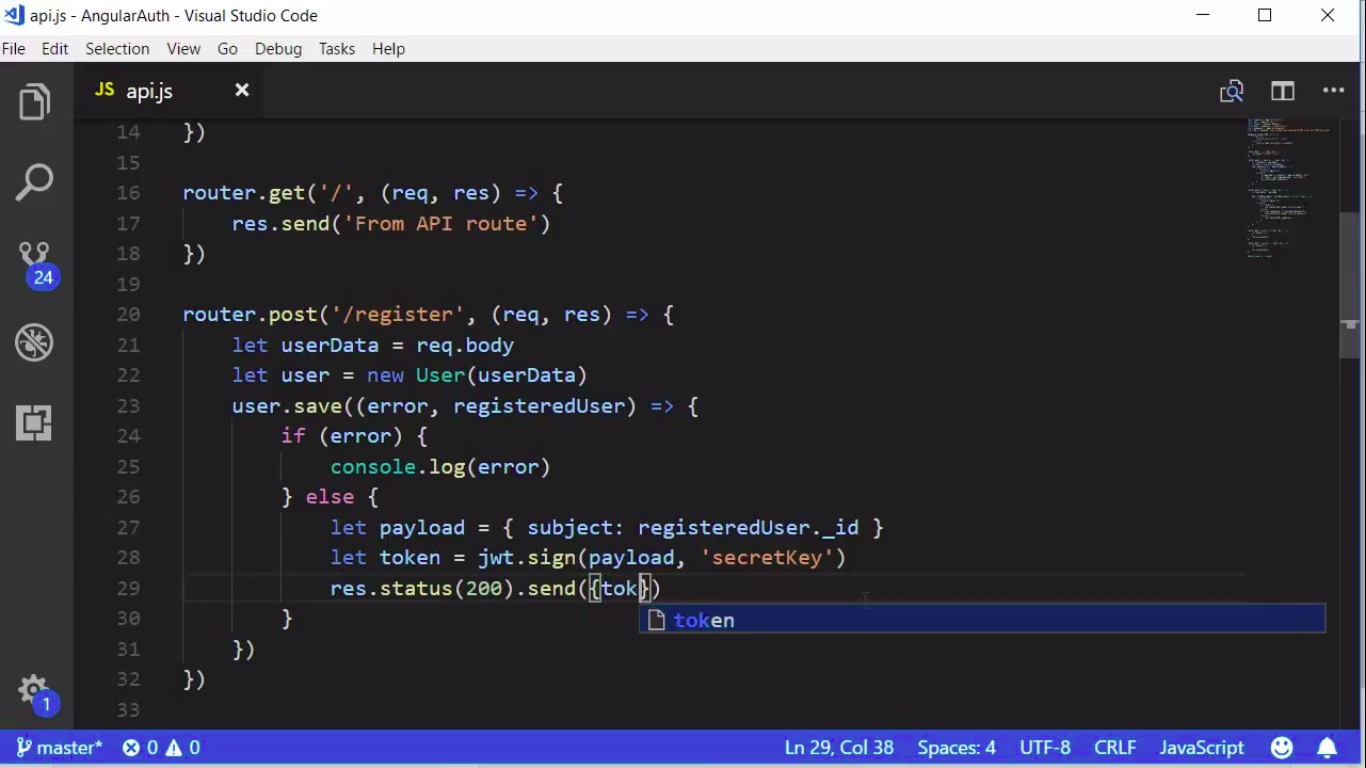 api.js - AngularAuth - Visual Studio Code
File Edit Selection View Go Debug Tasks Help
JS api.js
14 })
15
16 router.get('/', (req, res) => {
17 res.send('From API route')
18 })
19
20 router.post('/register', (req, res) => {
21 let userData = req.body
22 let user = new User(userData)
23 user.save((error, registeredUser) => {
24 if (error) {
25 console.log(error)
26 } else {
27 let payload = { subject: registeredUser._id }
28 let token = jwt.sign(payload, 'secretKey')
29 res.status(200).send({tok})
token
30 }
31 })
32 })
33
24
1
master* 0 0 Ln 29, Col 38 Spaces: 4 UTF-8 CRLF JavaScript